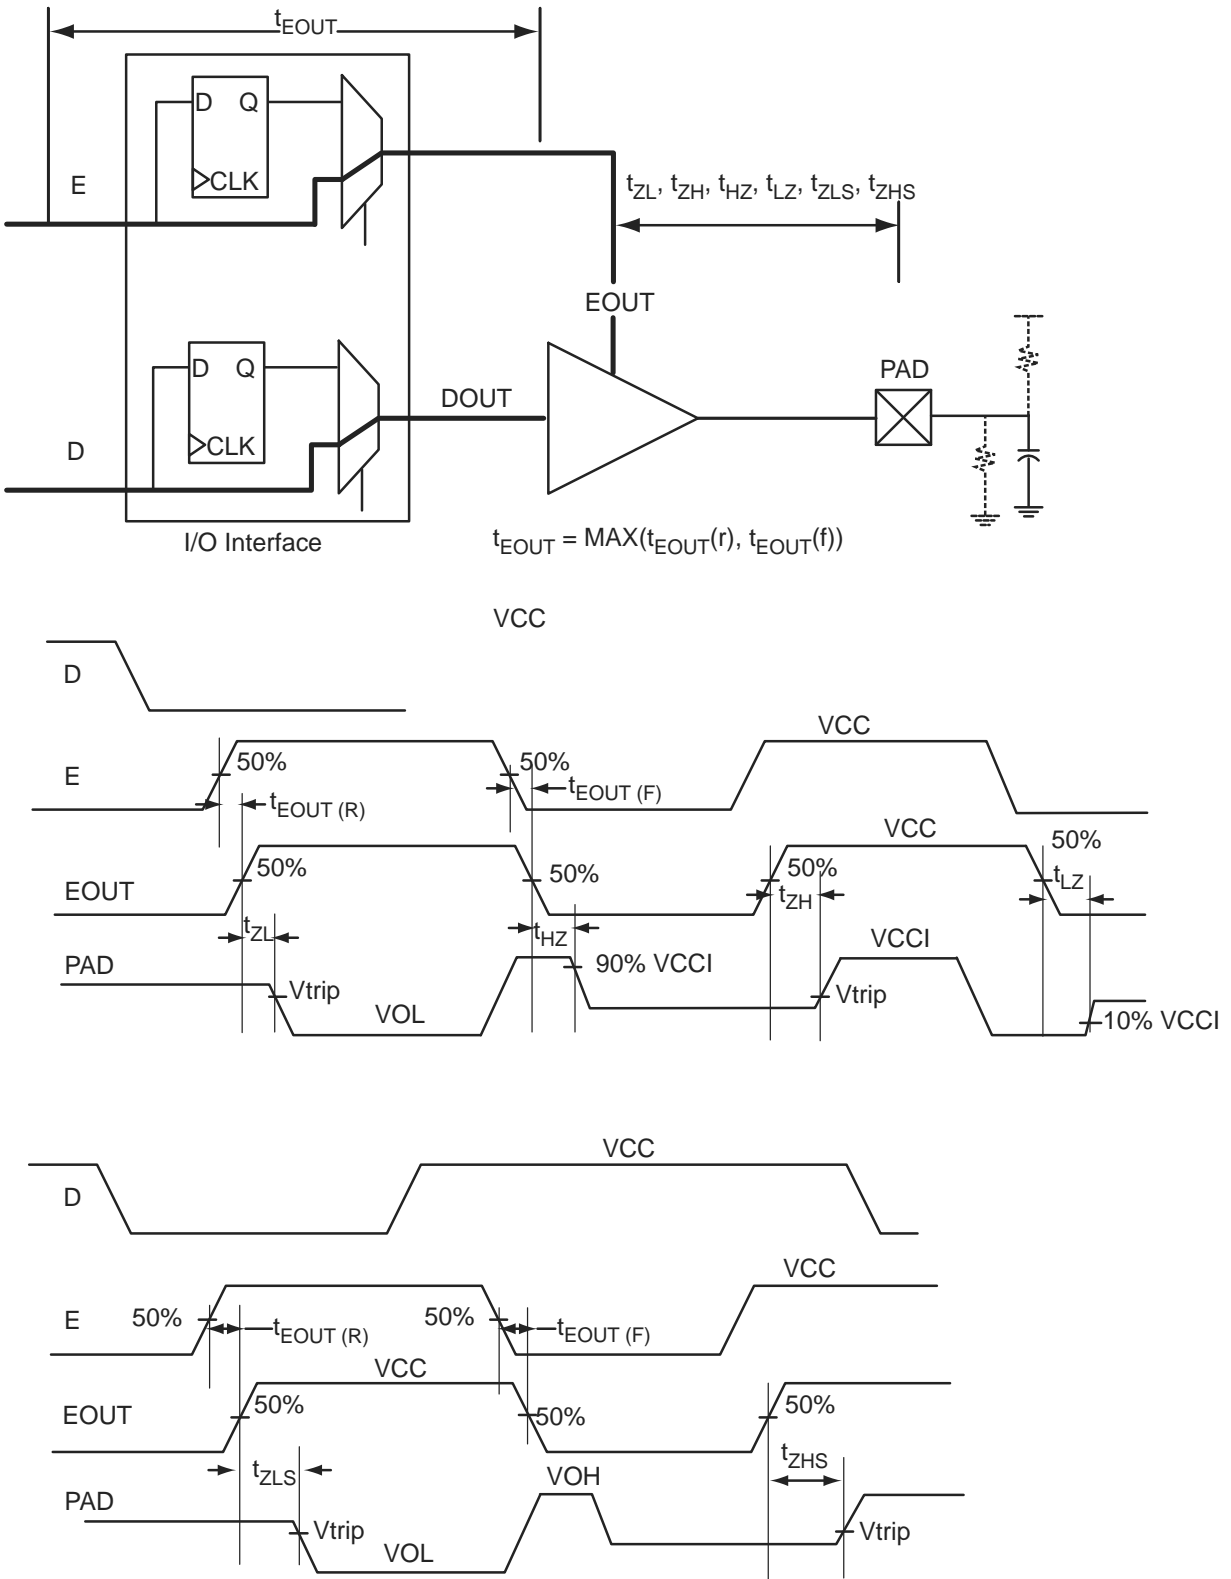 tEOUT
D Q
CLK
E
tZL, tZH, tHZ, tLZ, tZLS, tZHS
EOUT
D Q
CLK
DOUT
PAD
D
I/O Interface
tEOUT = MAX(tEOUT(r), tEOUT(f))
VCC
D
VCC
E
50%
50%
tEOUT (R)
tEOUT (F)
VCC
50%
EOUT
50%
50%
50%
tZL
tHZ
tZH
tLZ
PAD
Vtrip
VOL
90% VCCI
Vtrip
VCCI
10% VCCI
VCC
D
VCC
E
50%
tEOUT (R)
50%
tEOUT (F)
VCC
EOUT
50%
50%
50%
tZLS
tZHS
PAD
VOH
Vtrip
VOL
Vtrip